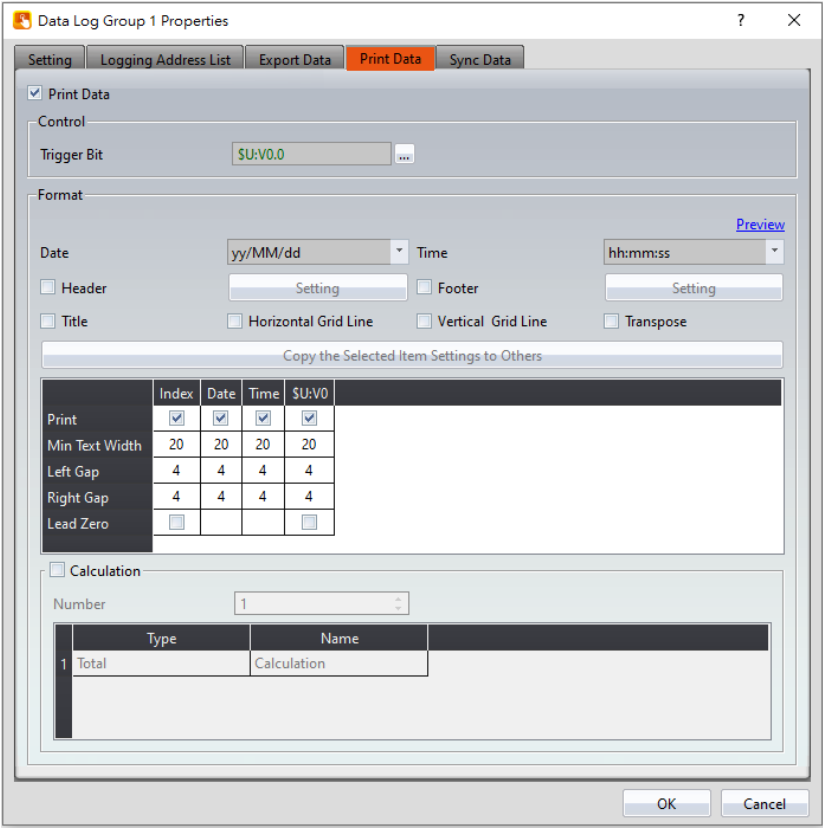 Data Log Group 1 Properties ?
Setting Logging Address List Export Data Print Data Sync Data
Print Data
Control
Trigger Bit $U:V0.0 ...
Format
Preview
Date yy/MM/dd Time hh:mm:ss
Header Setting Footer Setting
Title Horizontal Grid Line Vertical Grid Line Transpose
Copy the Selected Item Settings to Others
Index Date Time $U:V0
Print
Min Text Width 20 20 20 20
Left Gap 4 4 4 4
Right Gap 4 4 4 4
Lead Zero
Calculation
Number 1
Type Name
1 Total Calculation
OK Cancel